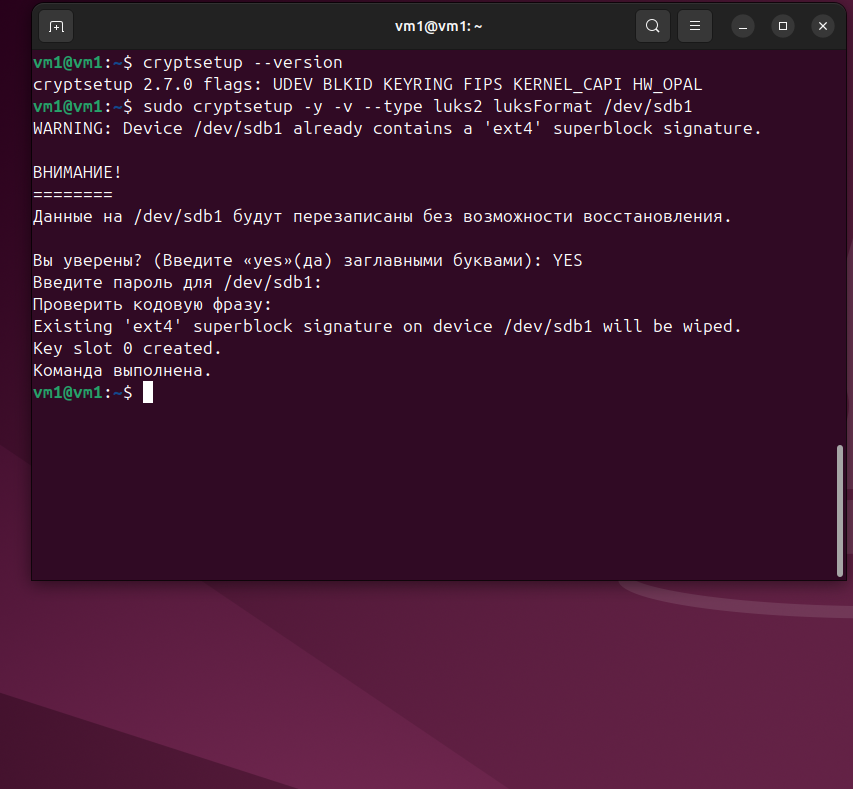 vm1@vm1: ~
vm1@vm1:~$ cryptsetup --version
cryptsetup 2.7.0 flags: UDEV BLKID KEYRING FIPS KERNEL_CAPI HW_OPAL
vm1@vm1:~$ sudo cryptsetup -y -v --type luks2 luksFormat /dev/sdb1
WARNING: Device /dev/sdb1 already contains a 'ext4' superblock signature.
ВНИМАНИЕ!
========
Данные на /dev/sdb1 будут перезаписаны без возможности восстановления.
Вы уверены? (Введите «yes»(да) заглавными буквами): YES
Введите пароль для /dev/sdb1:
Проверить кодовую фразу:
Existing 'ext4' superblock signature on device /dev/sdb1 will be wiped.
Key slot 0 created.
Команда выполнена.
vm1@vm1:~$